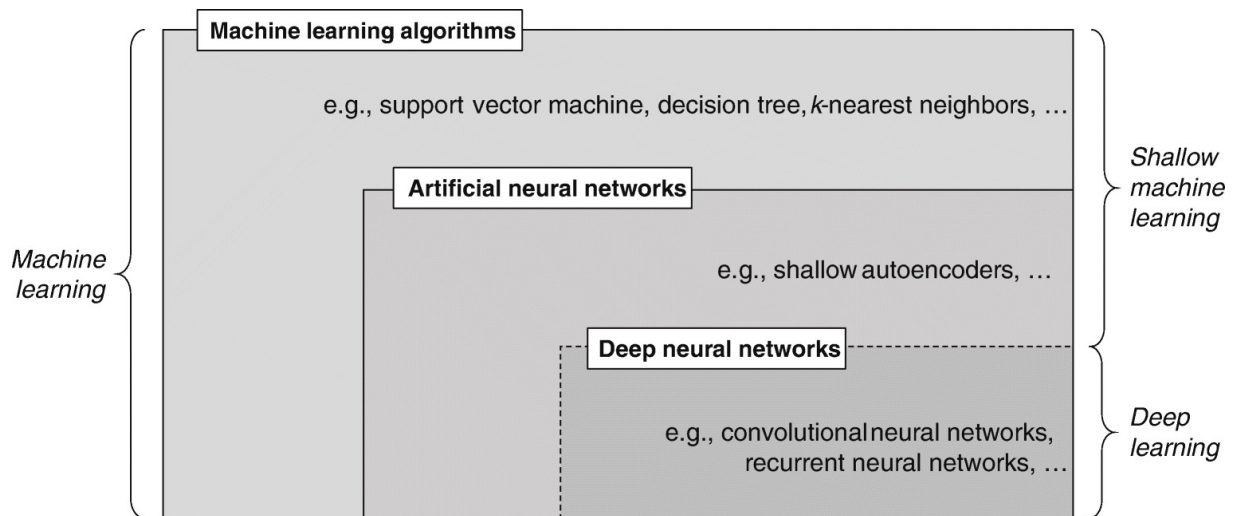 Machine learning algorithms
e.g., support vector machine, decision tree, k-nearest neighbors, …
Shallow
machine
learning
Artificial neural networks
Machine
learning
e.g., shallow autoencoders, …
Deep neural networks
e.g., convolutional neural networks,
recurrent neural networks, …
Deep
learning